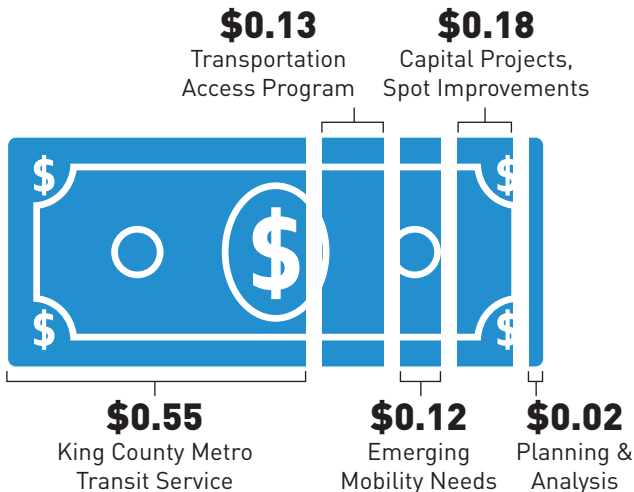 $0.13
Transportation
Access Program
$0.18
Capital Projects,
Spot Improvements
$
$
$
$
$
$0.55
King County Metro
Transit Service
$0.12
Emerging
Mobility Needs
$0.02
Planning &
Analysis